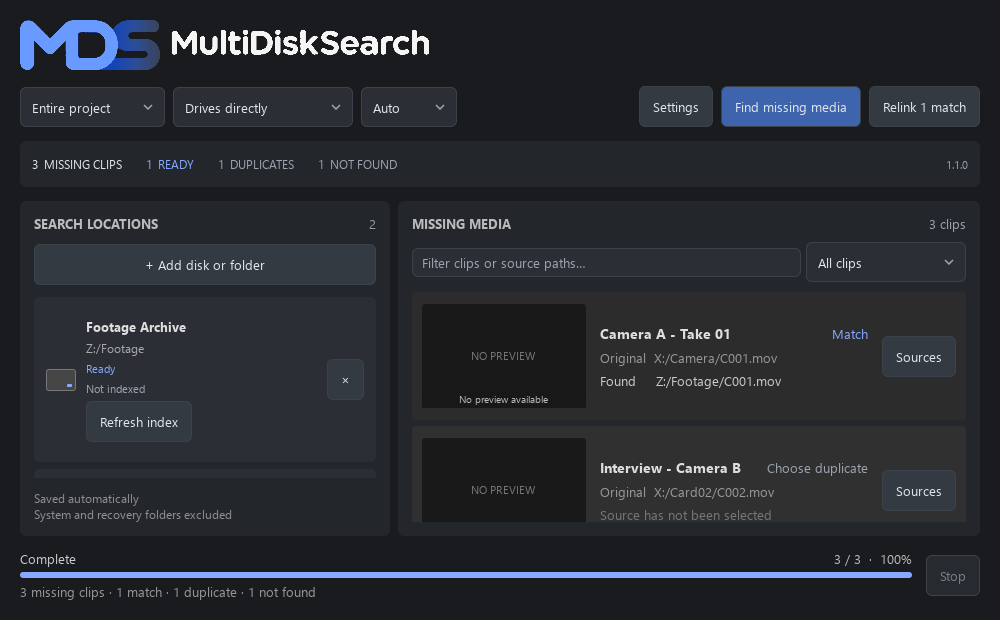 MDS MultiDiskSearch
Entire project
Drives directly
Auto
Settings
Find missing media
Relink 1 match
3 MISSING CLIPS 1 READY 1 DUPLICATES 1 NOT FOUND 1.1.0
SEARCH LOCATIONS 2
+ Add disk or folder
Footage Archive
Z:/Footage
Ready
Not indexed
×
Refresh index
Saved automatically
System and recovery folders excluded
MISSING MEDIA 3 clips
Filter clips or source paths...
All clips
NO PREVIEW
No preview available
Camera A - Take 01 Match
Original X:/Camera/C001.mov
Found Z:/Footage/C001.mov
Sources
NO PREVIEW
Interview - Camera B Choose duplicate
Original X:/Card02/C002.mov
Source has not been selected
Sources
Complete 3 / 3 · 100%
3 missing clips · 1 match · 1 duplicate · 1 not found
Stop